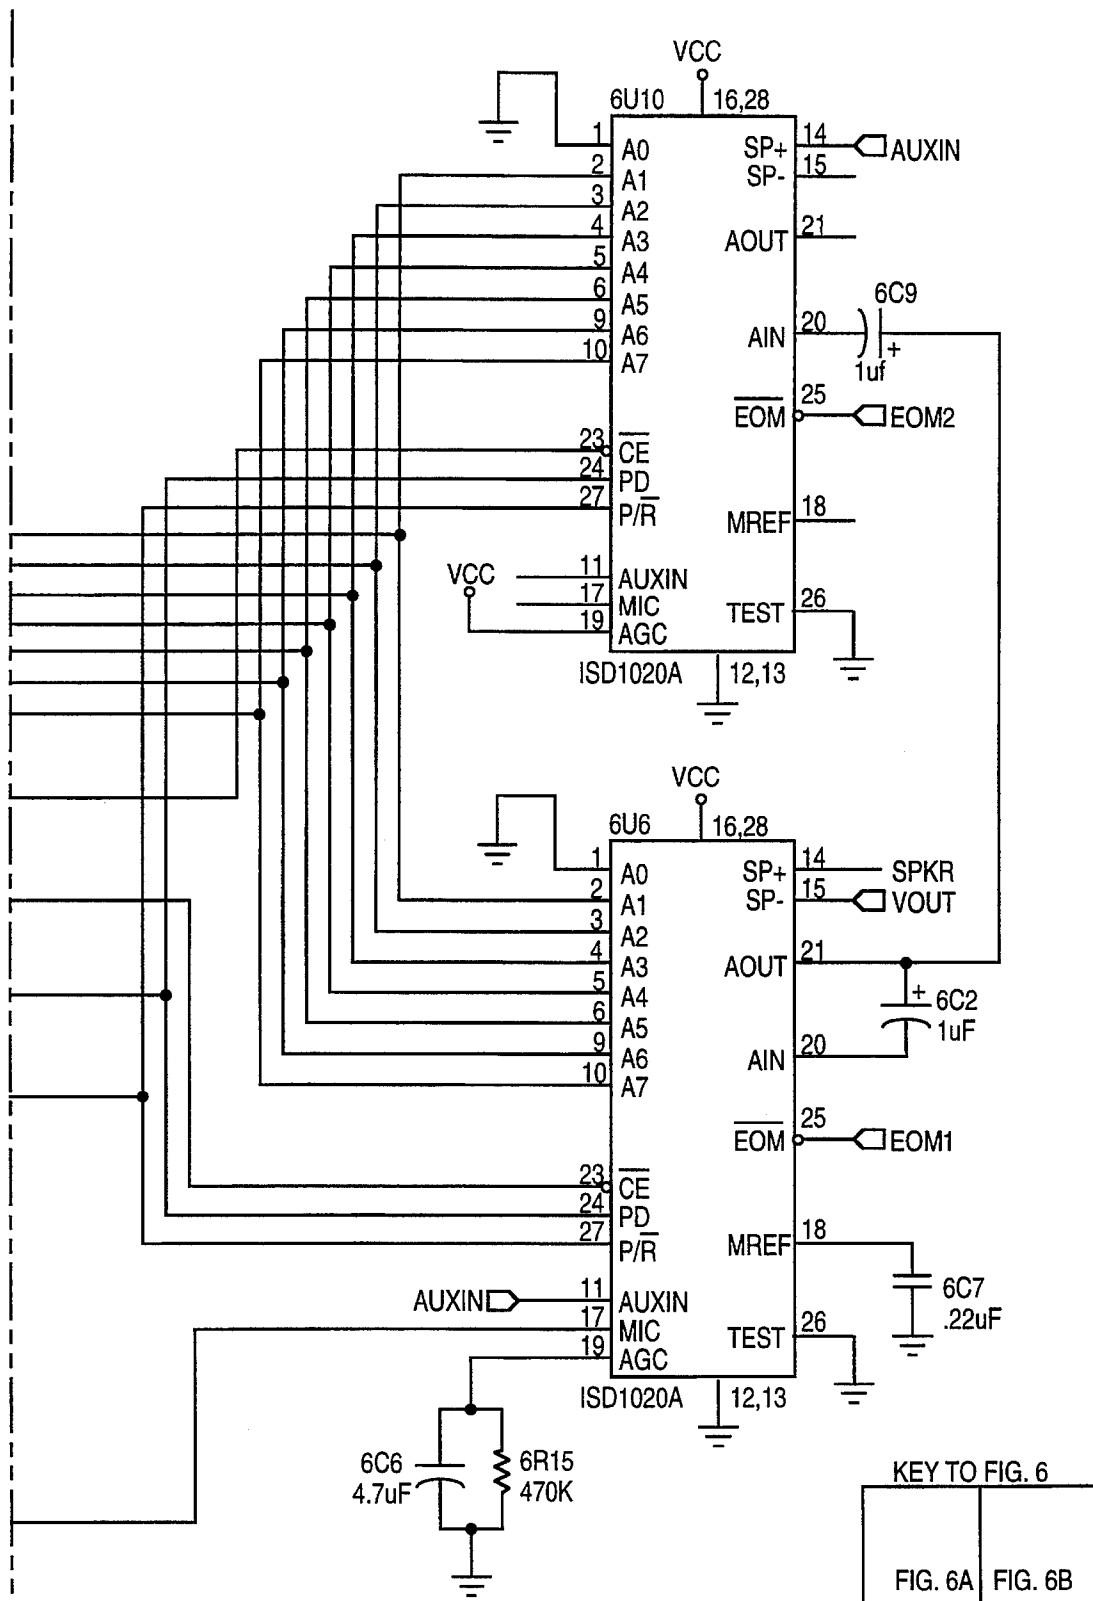 VCC
6U10
16,28
1 A0
SP+ 14 AUXIN
2 A1
SP- 15
3 A2
4 A3
AOUT 21
5 A4
6 A5
6C9
9 A6
AIN 20
+
1uf
10 A7
25
EOM EOM2
23 CE
24 PD
27 P/R
MREF 18
VCC
11 AUXIN
17 MIC
TEST 26
19 AGC
ISD1020A
12,13
VCC
6U6
16,28
1 A0
SP+ 14 SPKR
2 A1
SP- 15 VOUT
3 A2
4 A3
AOUT 21
5 A4
+ 6C2
1uF
6 A5
9 A6
AIN 20
10 A7
25
EOM EOM1
23 CE
24 PD
27 P/R
MREF 18
AUXIN 11 AUXIN
6C7
.22uF
17 MIC
TEST 26
19 AGC
ISD1020A
12,13
6C6
4.7uF
6R15
470K
KEY TO FIG. 6
FIG. 6A FIG. 6B